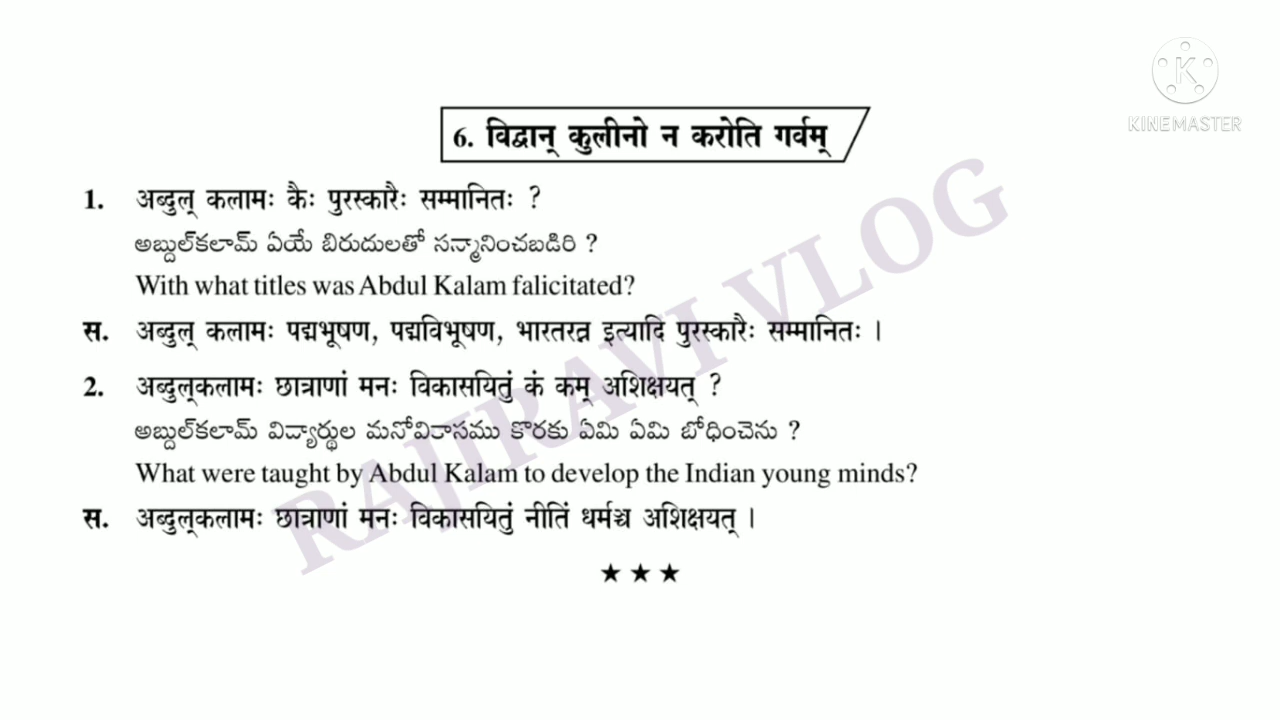 KINEMASTER
6. विद्वान् कुलीनो न करोति गर्वम्
1. अब्दुल् कलामः कैः पुरस्कारैः सम्मानितः ?
అబ్దుల్‌కలామ్ ఏయే బిరుదులతో సన్మానించబడిరి ?
With what titles was Abdul Kalam falicitated?
स. अब्दुल् कलामः पद्मभूषण, पद्मविभूषण, भारतरत्न इत्यादि पुरस्कारैः सम्मानितः ।
2. अब्दुल्‌कलामः छात्राणां मनः विकासयितुं कं कम् अशिक्षयत् ?
అబ్దుల్‌కలామ్ విద్యార్థుల మనోవికాసము కొరకు ఏమి ఏమి బోధించెను ?
What were taught by Abdul Kalam to develop the Indian young minds?
स. अब्दुल्‌कलामः छात्राणां मनः विकासयितुं नीतिं धर्मञ्च अशिक्षयत् ।
★ ★ ★
RAJIRAVI VLOG